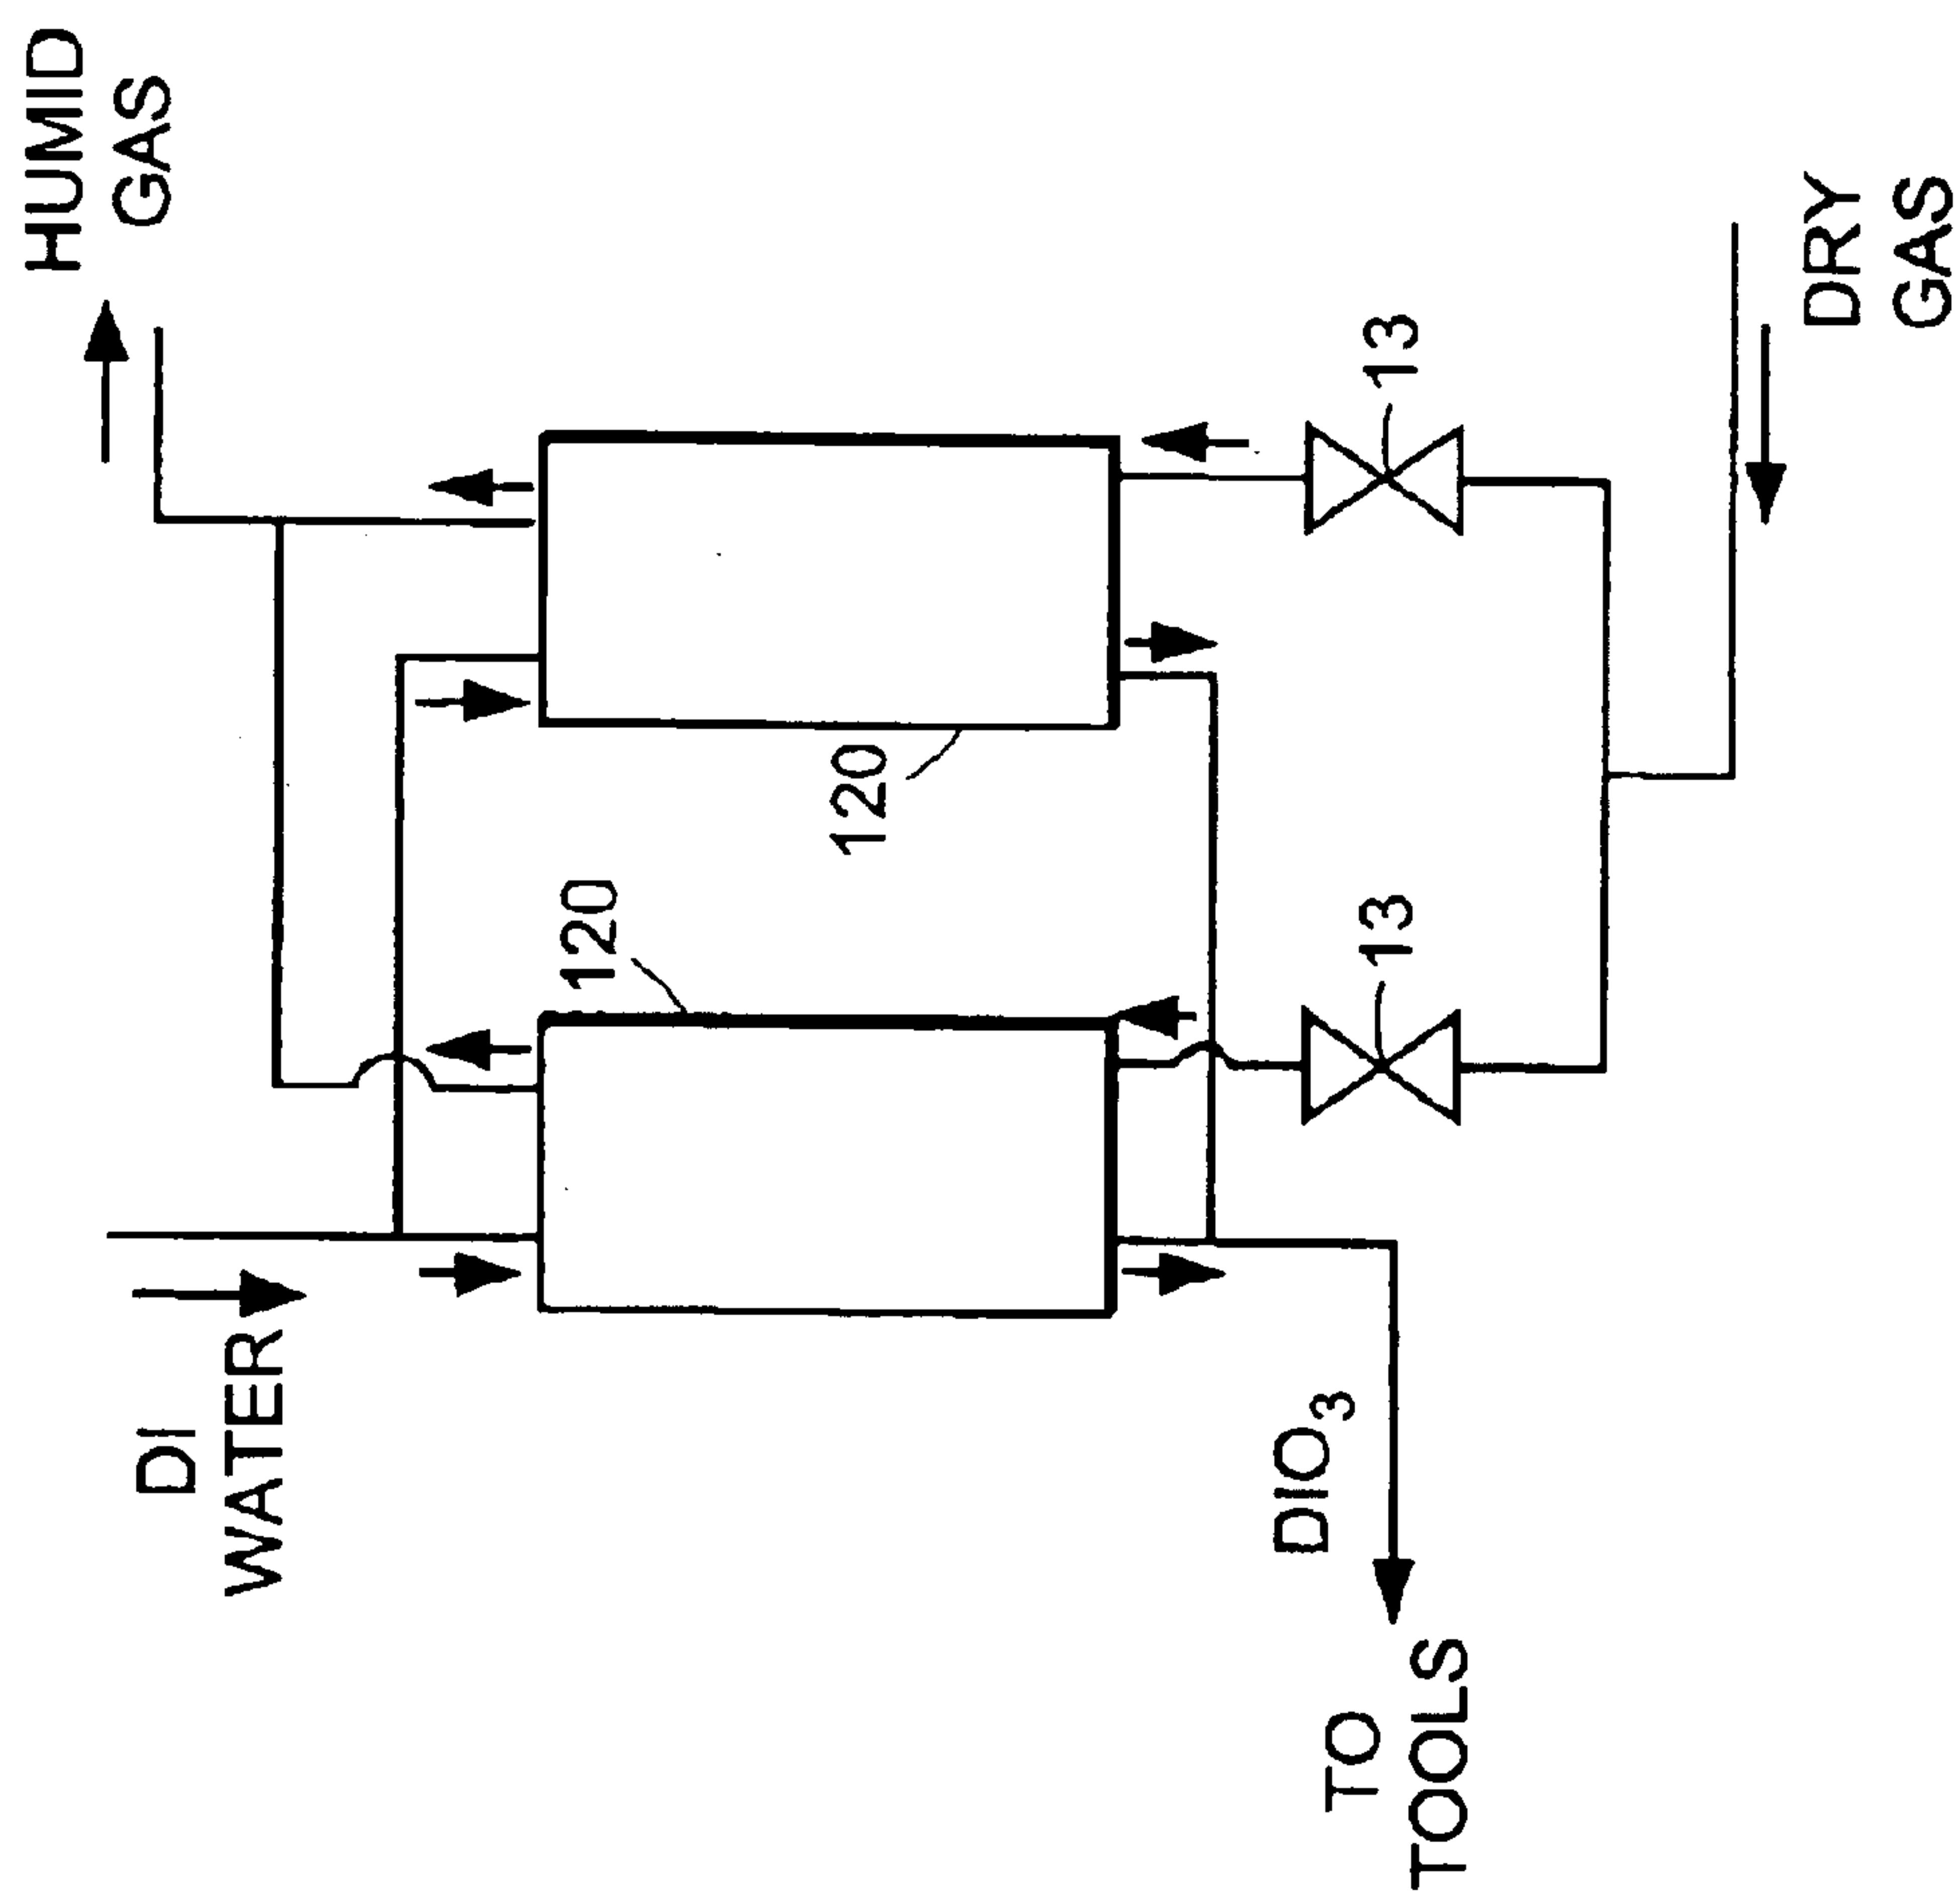 HUMID
GAS
DRY
GAS
13
13
120
120
DI
WATER
DIO3
TO
TOOLS